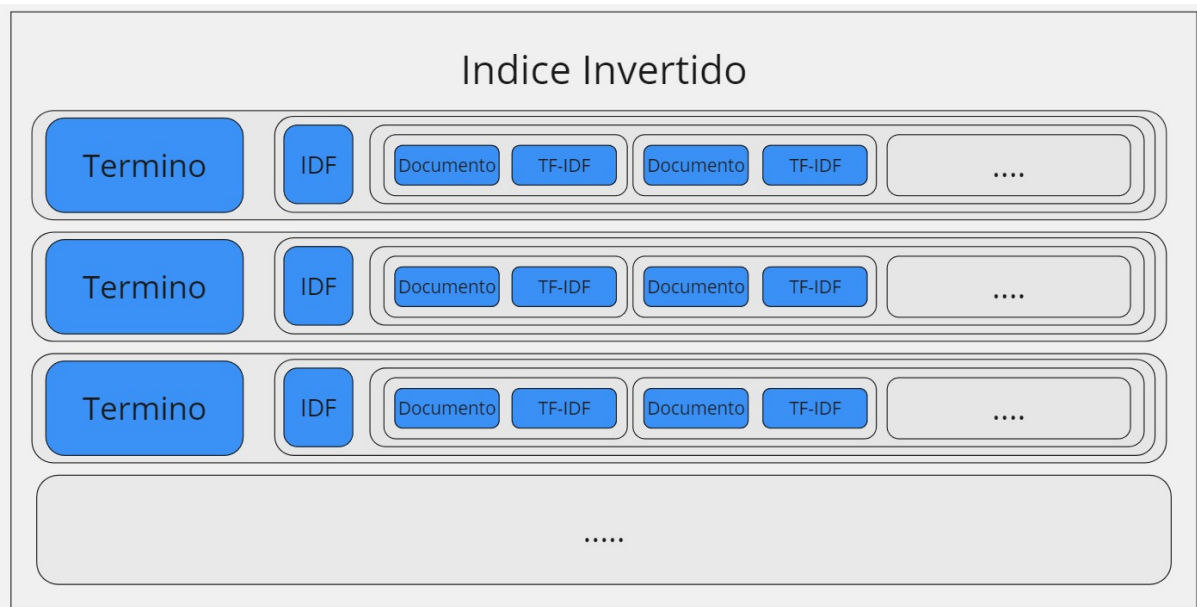 Indice Invertido
Termino IDF Documento TF-IDF Documento TF-IDF ....
Termino IDF Documento TF-IDF Documento TF-IDF ....
Termino IDF Documento TF-IDF Documento TF-IDF ....
.....